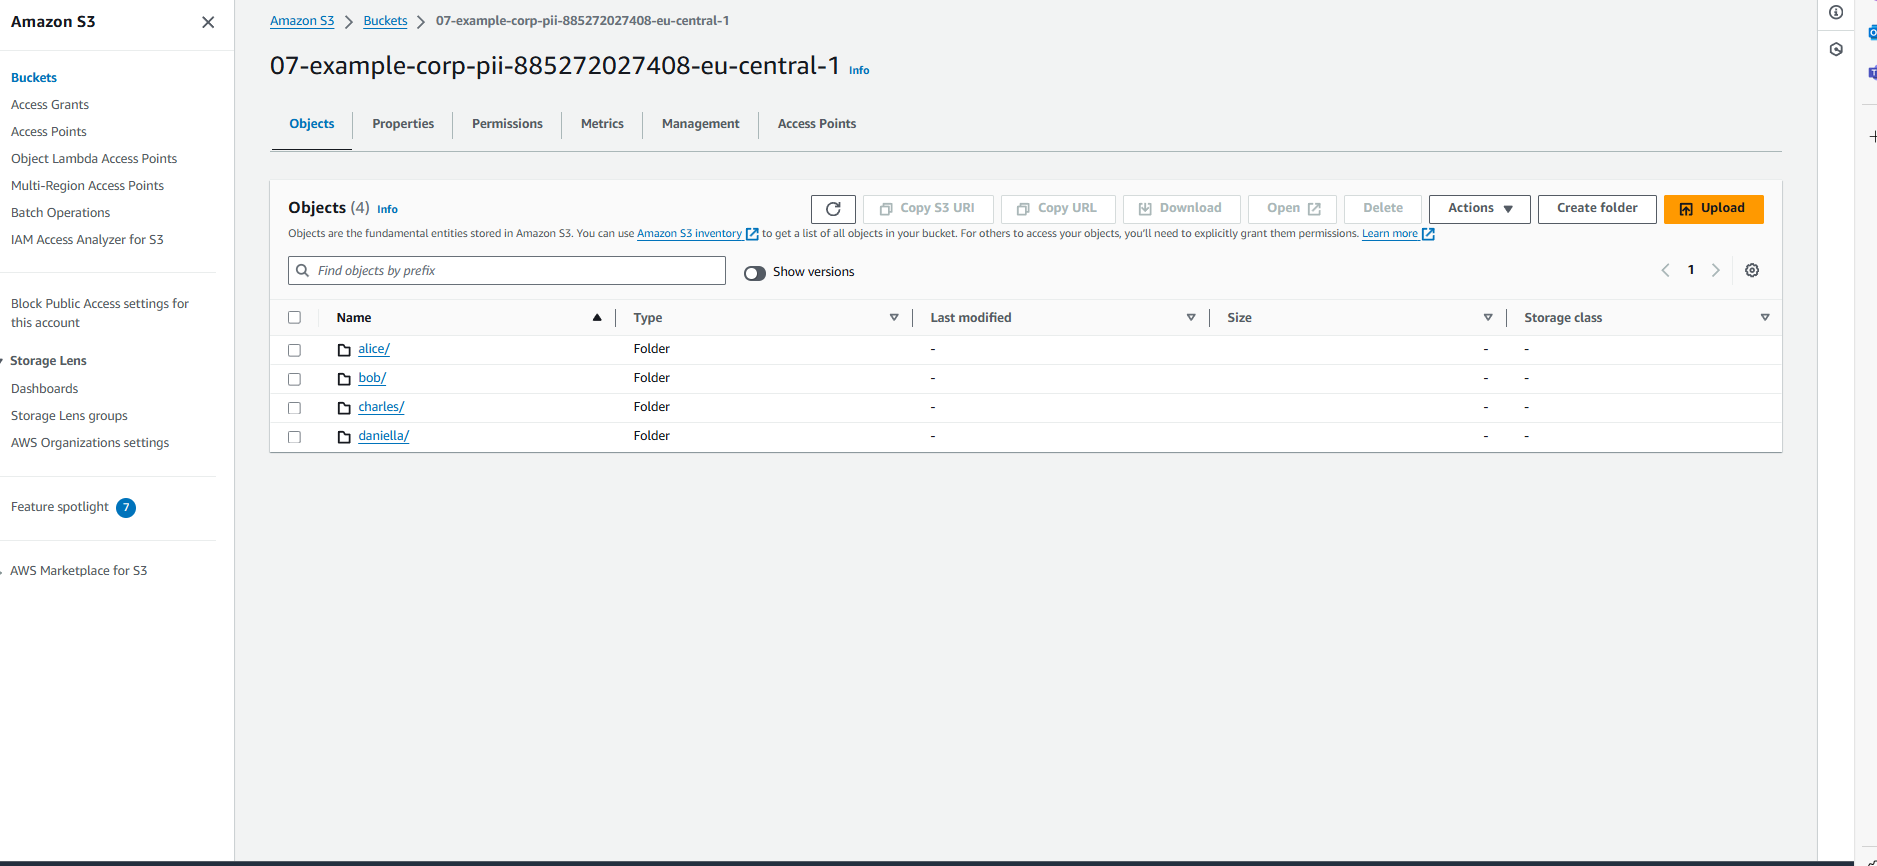 Amazon S3
Buckets
Access Grants
Access Points
Object Lambda Access Points
Multi-Region Access Points
Batch Operations
IAM Access Analyzer for S3
Block Public Access settings for
this account
Storage Lens
Dashboards
Storage Lens groups
AWS Organizations settings
Feature spotlight 7
AWS Marketplace for S3
Amazon S3 Buckets 07-example-corp-pii-885272027408-eu-central-1
07-example-corp-pii-885272027408-eu-central-1 Info
Objects Properties Permissions Metrics Management Access Points
Objects (4) Info Copy S3 URI Copy URL Download Open Delete Actions Create folder Upload
Objects are the fundamental entities stored in Amazon S3. You can use Amazon S3 inventory to get a list of all objects in your bucket. For others to access your objects, you'll need to explicitly grant them permissions. Learn more
Find objects by prefix Show versions 1
Name Type Last modified Size Storage class
alice/ Folder - - -
bob/ Folder - - -
charles/ Folder - - -
daniella/ Folder - - -